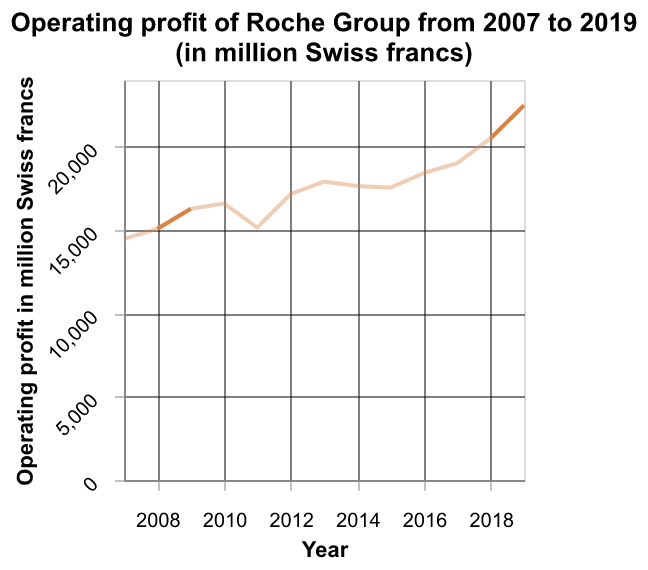 Operating profit of Roche Group from 2007 to 2019
(in million Swiss francs)
Operating profit in million Swiss francs
20,000
15,000
10,000
5,000
0
2008 2010 2012 2014 2016 2018
Year